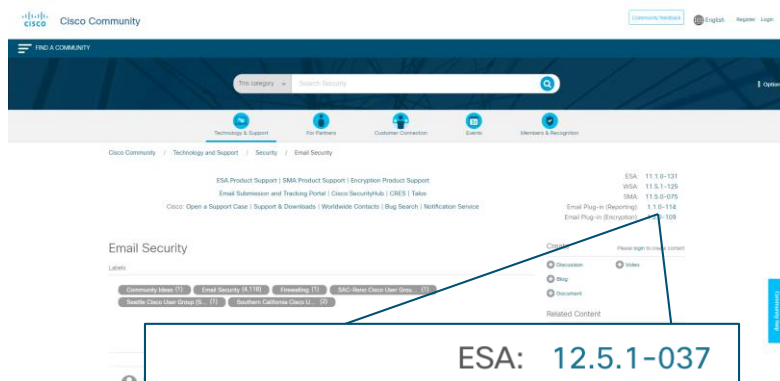 CISCO Cisco Community
Community Feedback English Register Login
FIND A COMMUNITY
This category Search Security
Option
Technology & Support For Partners Customer Connection Events Members & Recognition
Cisco Community / Technology and Support / Security / Email Security
ESA Product Support | SMA Product Support | Encryption Product Support
Email Submission and Tracking Portal | Cisco SecurityHub | CRES | Talos
Cisco: Open a Support Case | Support & Downloads | Worldwide Contacts | Bug Search | Notification Service
ESA: 11.1.0-131
WSA: 11.5.1-125
SMA: 11.5.0-075
Email Plug-in (Reporting): 1.1.0-114
Email Plug-in (Encryption):
Email Security
Labels
Community Ideas (1) Email Security (4,118) Firewalling (1) SAC-Reno Cisco User Grou... (1)
Seattle Cisco User Group (S... (1) Southern California Cisco U... (2)
Create Please login to create content
Discussion Video
Blog
Document
Related Content
Community Help
ESA: 12.5.1-037